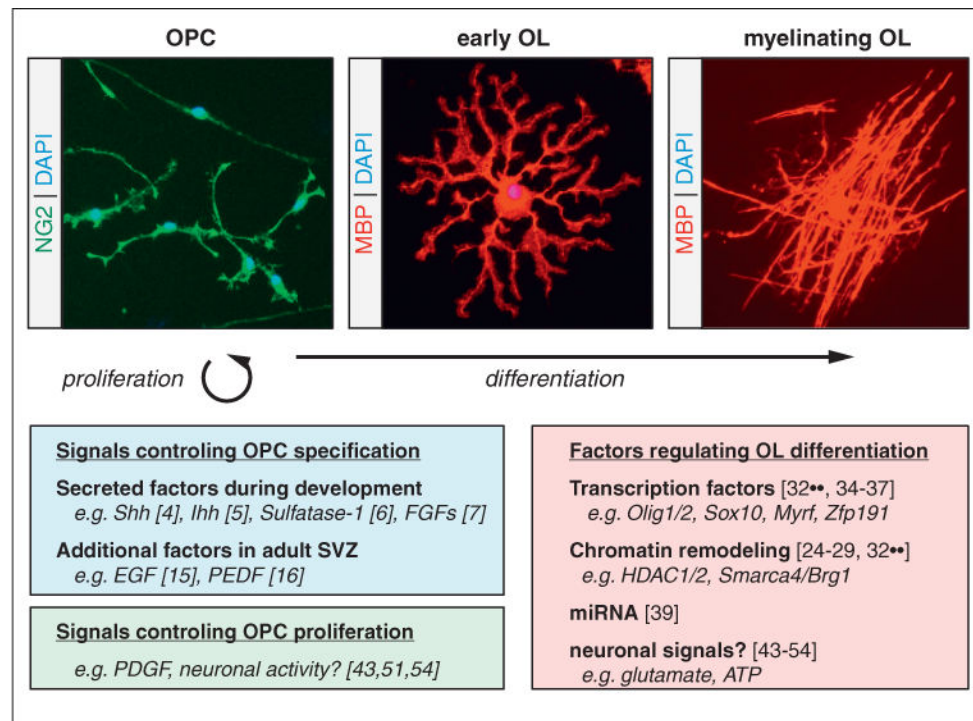 OPC
early OL
myelinating OL
NG2 | DAPI
MBP | DAPI
MBP | DAPI
proliferation
differentiation
Signals controling OPC specification
Secreted factors during development
e.g. Shh [4], Ihh [5], Sulfatase-1 [6], FGFs [7]
Additional factors in adult SVZ
e.g. EGF [15], PEDF [16]
Signals controling OPC proliferation
e.g. PDGF, neuronal activity? [43,51,54]
Factors regulating OL differentiation
Transcription factors [32••, 34-37]
e.g. Olig1/2, Sox10, Myrf, Zfp191
Chromatin remodeling [24-29, 32••]
e.g. HDAC1/2, Smarca4/Brg1
miRNA [39]
neuronal signals? [43-54]
e.g. glutamate, ATP